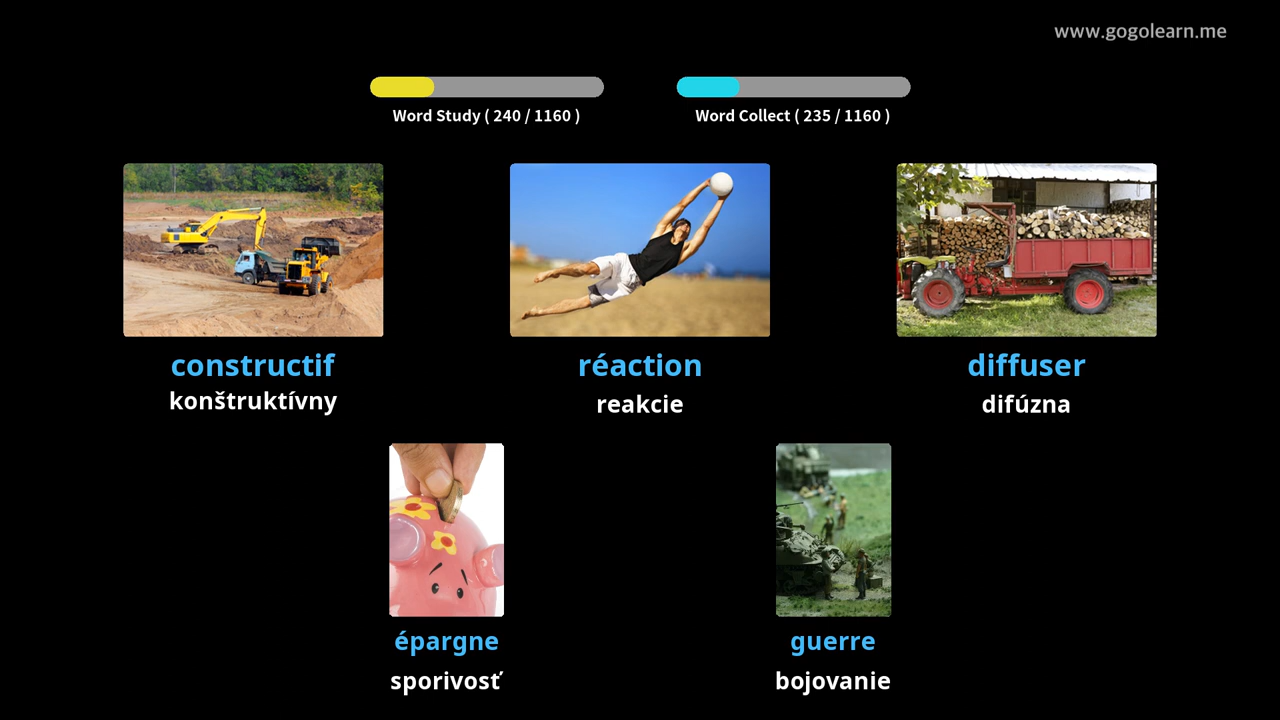 www.gogolearn.me
Word Study ( 240 / 1160 )
Word Collect ( 235 / 1160 )
constructif
konštruktívny
réaction
reakcie
diffuser
difúzna
épargne
sporivosť
guerre
bojovanie